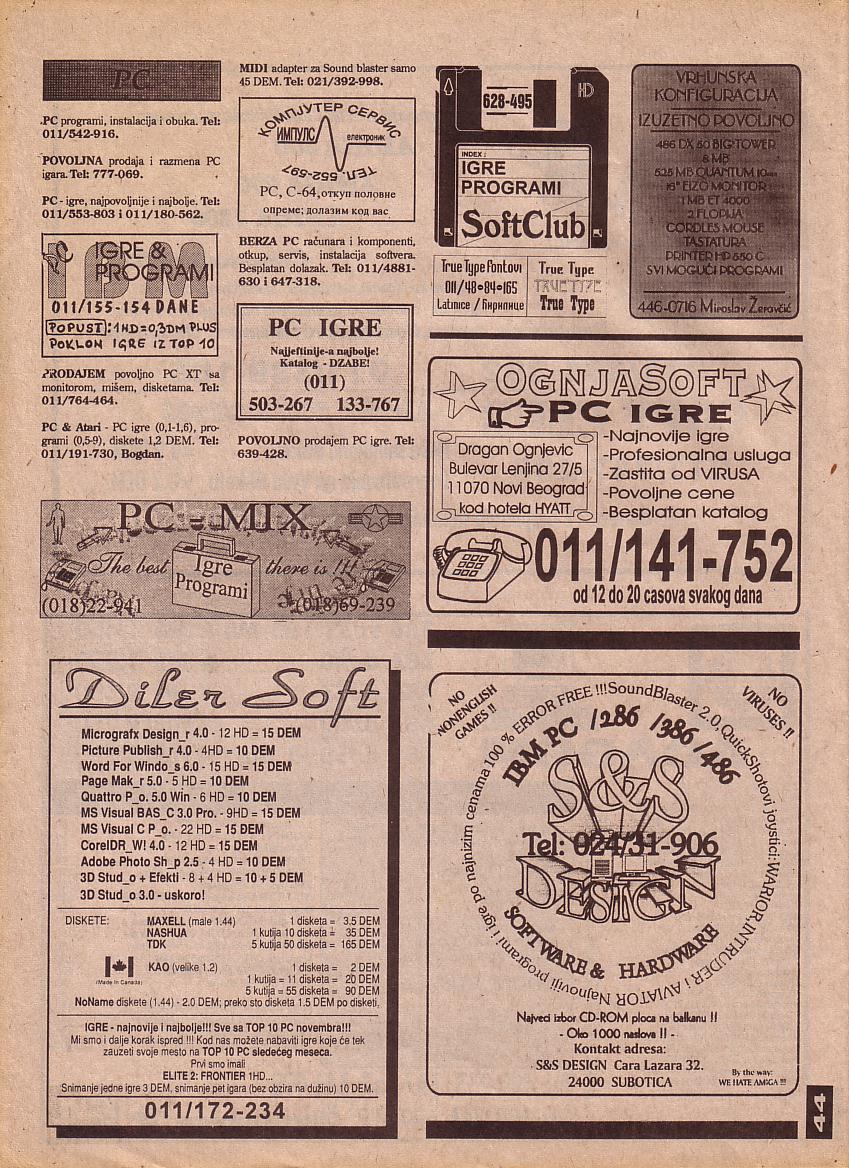 PC
PC programi, instalacija i obuka. Tel:
011/542-916.
POVOLJNA prodaja i razmena PC
igara. Tel: 777-069.
PC - igre, najpovoljnije i najbolje. Tel:
011/553-803 i 011/180-562.
PC IGRE &
PROGRAMI
IBM
011/155-154 DANE
POPUST: 1HD=0,3DM PLUS
POKLON IGRE IZ TOP 10
PRODAJEM povoljno PC XT sa
monitorom, mišem, disketama. Tel:
011/764-464.
PC & Atari - PC igre (0,1-1,6), pro-
grami (0,5-9), diskete 1,2 DEM. Tel:
011/191-730, Bogdan.
MIDI adapter za Sound blaster samo
45 DEM. Tel: 021/392-998.
КОМПЈУТЕР СЕРВИС
ИМПУЛС електроник
ТЕЛ. 552-597
PC, C-64, откуп половне
опреме; долазим код вас
BERZA PC računara i komponenti,
otkup, servis, instalacija softvera.
Besplatan dolazak. Tel: 011/4881-
630 i 647-318.
PC IGRE
Najjeftinije-a najbolje!
Katalog - DZABE!
(011)
503-267 133-767
POVOLJNO prodajem PC igre. Tel:
639-428.
PC - MIX
The best Igre Programi there is !!!
(018)22-941 (018)69-239
628-495
HD
INDEX :
IGRE
PROGRAMI
SoftClub
True Type Fontovi
011/48•84•165
Latinice / Ћирилице
True Type
TRUETYPE
True Type
VRHUNSKA
KONFIGURACIJA
IZUZETNO POVOLJNO
486 DX 50 BIG TOWER
8 MB
525 MB QUANTUM 10ms
16" EIZO MONITOR
1 MB ET 4000
2 FLOPIJA
CORDLES MOUSE
TASTATURA
PRINTER HP 550 C
SVI MOGUĆI PROGRAMI
446-0716 Miroslav Žeravčić
OGNJASOFT
PC IGRE
Dragan Ognjevic
Bulevar Lenjina 27/5
11070 Novi Beograd
kod hotela HYATT
-Najnovije igre
-Profesionalna usluga
-Zastita od VIRUSA
-Povoljne cene
-Besplatan katalog
011/141-752
od 12 do 20 casova svakog dana
Diler Soft
Micrografx Design_r 4.0 - 12 HD = 15 DEM
Picture Publish_r 4.0 - 4HD = 10 DEM
Word For Windo_s 6.0 - 15 HD = 15 DEM
Page Mak_r 5.0 - 5 HD = 10 DEM
Quattro P_o. 5.0 Win - 6 HD = 10 DEM
MS Visual BAS_C 3.0 Pro. - 9HD = 15 DEM
MS Visual C P_o. - 22 HD = 15 DEM
CorelDR_W! 4.0 - 12 HD = 15 DEM
Adobe Photo Sh_p 2.5 - 4 HD = 10 DEM
3D Stud_o + Efekti - 8 + 4 HD = 10 + 5 DEM
3D Stud_o 3.0 - uskoro!
DISKETE: MAXELL (male 1.44) 1 disketa = 3.5 DEM
NASHUA 1 kutija 10 disketa = 35 DEM
TDK 5 kutija 50 disketa = 165 DEM
KAO (velike 1.2) 1 disketa = 2 DEM
(Made In Canada) 1 kutija = 11 disketa = 20 DEM
5 kutija = 55 disketa = 90 DEM
NoName diskete (1.44) - 2.0 DEM; preko sto disketa 1.5 DEM po disketi.
IGRE - najnovije i najbolje!!! Sve sa TOP 10 PC novembra!!!
Mi smo i dalje korak ispred !!! Kod nas možete nabaviti igre koje će tek
zauzeti svoje mesto na TOP 10 PC sledećeg meseca.
Prvi smo imali
ELITE 2: FRONTIER 1HD...
Snimanje jedne igre 3 DEM, snimanje pet igara (bez obzira na dužinu) 10 DEM.
011/172-234
NO
NONENGLISH
GAMES !!
NO
VIRUSES !!
Najnoviji programi i igre po najnizim cenama 100 % ERROR FREE !!! SoundBlaster 2.0, QuickShotovi joystici: WARIOR, INTRUDER i AVIATOR
IBM PC /286 /386 /486
S&S
Tel: 024/31-906
DESIGN
SOFTWARE & HARDWARE
Najveci izbor CD-ROM ploca na balkanu !!
- Oko 1000 naslova !! -
Kontakt adresa:
S&S DESIGN Cara Lazara 32.
24000 SUBOTICA
By the way:
WE HATE AMIGA !!!
44